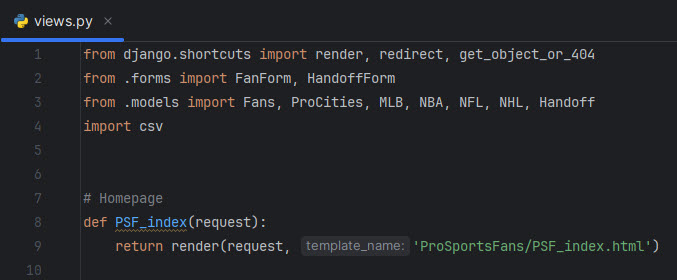 views.py
1 from django.shortcuts import render, redirect, get_object_or_404
2 from .forms import FanForm, HandoffForm
3 from .models import Fans, ProCities, MLB, NBA, NFL, NHL, Handoff
4 import csv
5
6
7 # Homepage
8 def PSF_index(request):
9     return render(request, template_name: 'ProSportsFans/PSF_index.html')
10